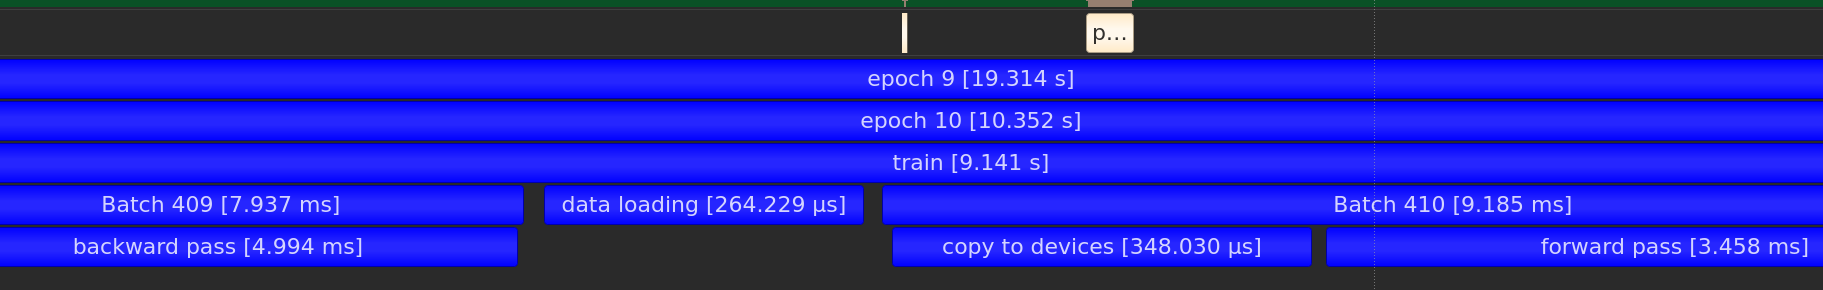 p...
epoch 9 [19.314 s]
epoch 10 [10.352 s]
train [9.141 s]
Batch 409 [7.937 ms] data loading [264.229 µs] Batch 410 [9.185 ms]
backward pass [4.994 ms] copy to devices [348.030 µs] forward pass [3.458 ms]